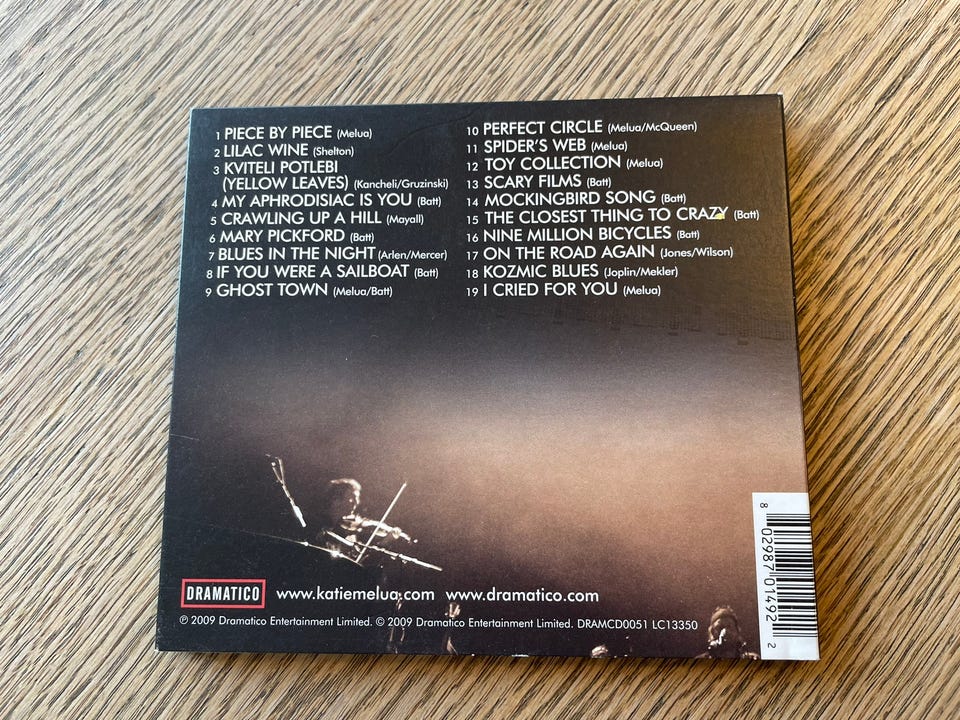 1 PIECE BY PIECE (Melua)
2 LILAC WINE (Shelton)
3 KVITELI POTLEBI
(YELLOW LEAVES) (Kancheli/Gruzinski)
4 MY APHRODISIAC IS YOU (Batt)
5 CRAWLING UP A HILL (Mayall)
6 MARY PICKFORD (Batt)
7 BLUES IN THE NIGHT (Arlen/Mercer)
8 IF YOU WERE A SAILBOAT (Batt)
9 GHOST TOWN (Melua/Batt)
10 PERFECT CIRCLE (Melua/McQueen)
11 SPIDER'S WEB (Melua)
12 TOY COLLECTION (Melua)
13 SCARY FILMS (Batt)
14 MOCKINGBIRD SONG (Batt)
15 THE CLOSEST THING TO CRAZY (Batt)
16 NINE MILLION BICYCLES (Batt)
17 ON THE ROAD AGAIN (Jones/Wilson)
18 KOZMIC BLUES (Joplin/Mekler)
19 I CRIED FOR YOU (Melua)
DRAMATICO www.katiemelua.com www.dramatico.com
℗ 2009 Dramatico Entertainment Limited. © 2009 Dramatico Entertainment Limited. DRAMCD0051 LC13350
8 02987 01492 2